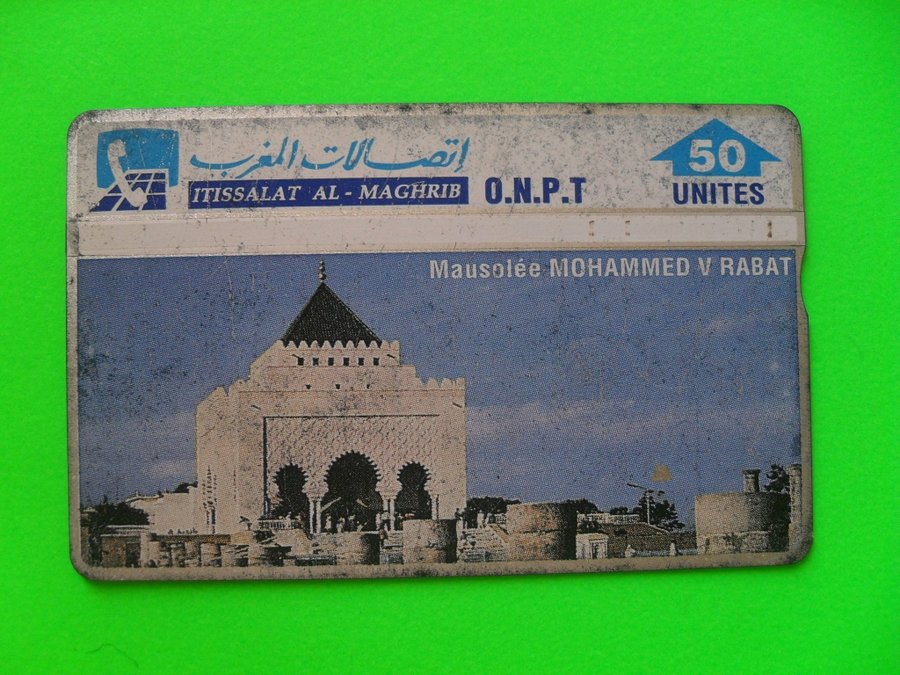 اتصالات المغرب
ITISSALAT AL - MAGHRIB
O.N.P.T
50
UNITES
Mausolée MOHAMMED V RABAT